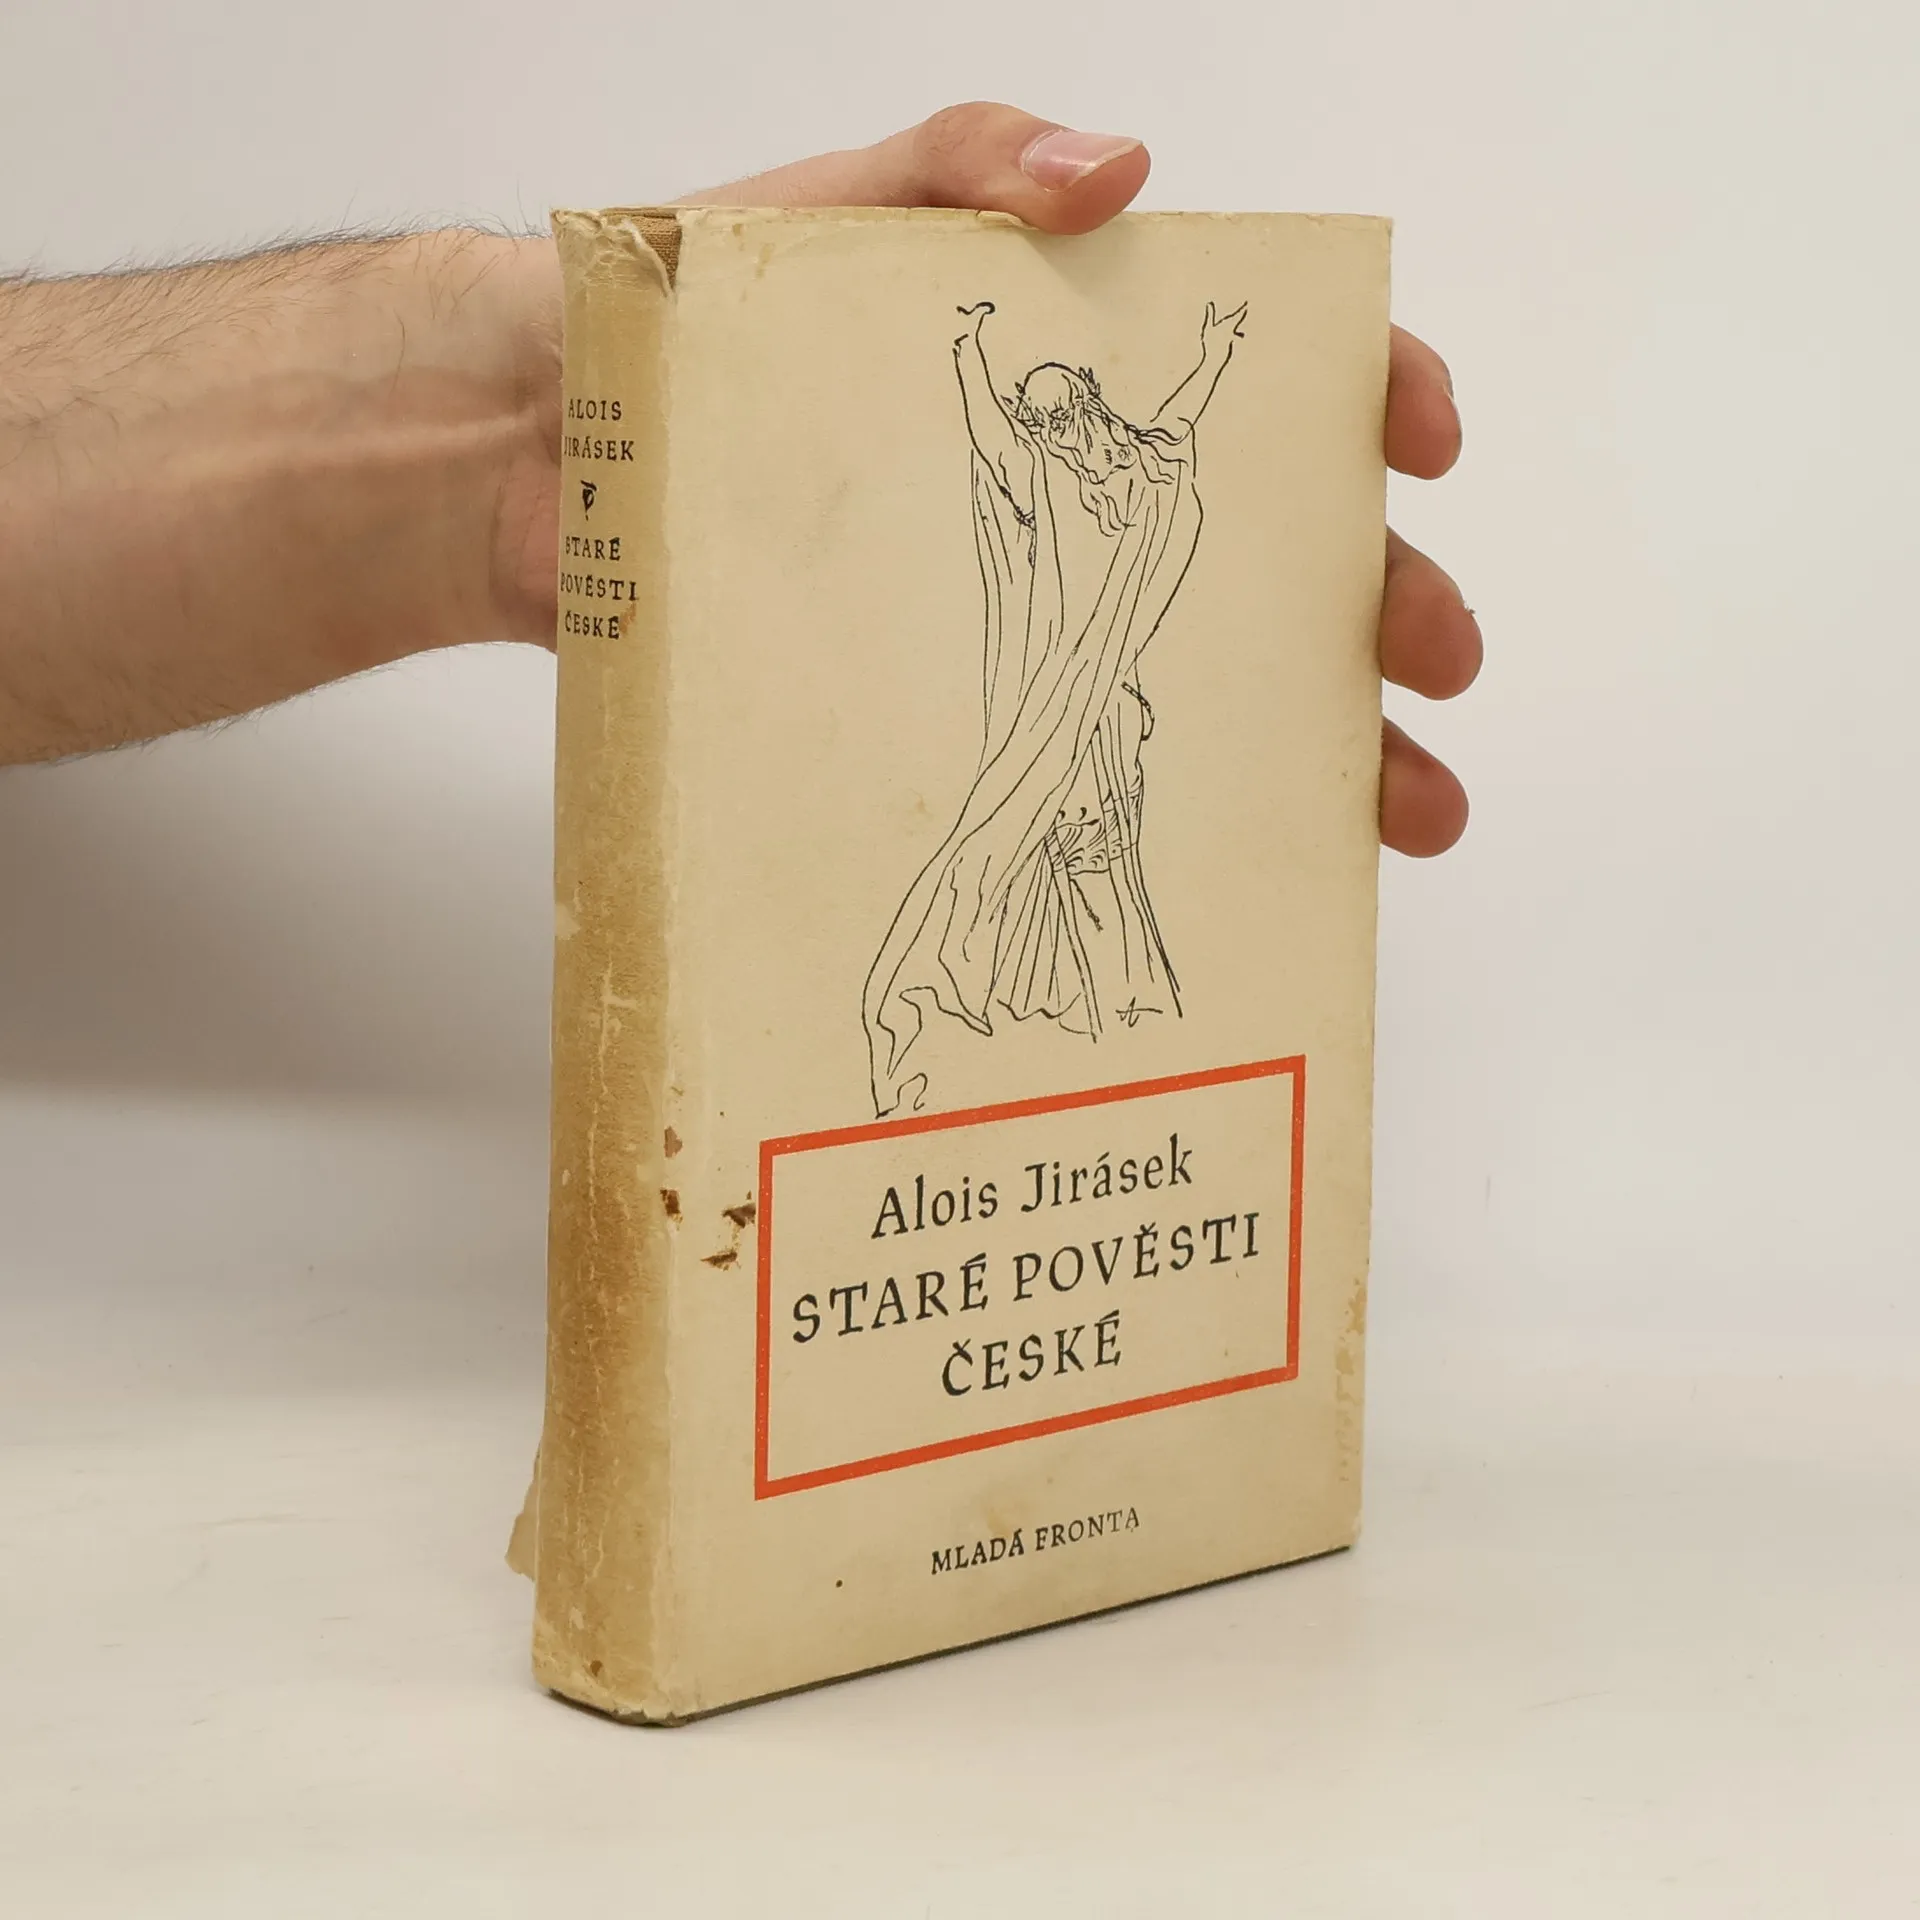 ALOIS
JIRÁSEK
STARÉ
POVĚSTI
ČESKÉ
Alois Jirásek
STARÉ POVĚSTI
ČESKÉ
MLADÁ FRONTA